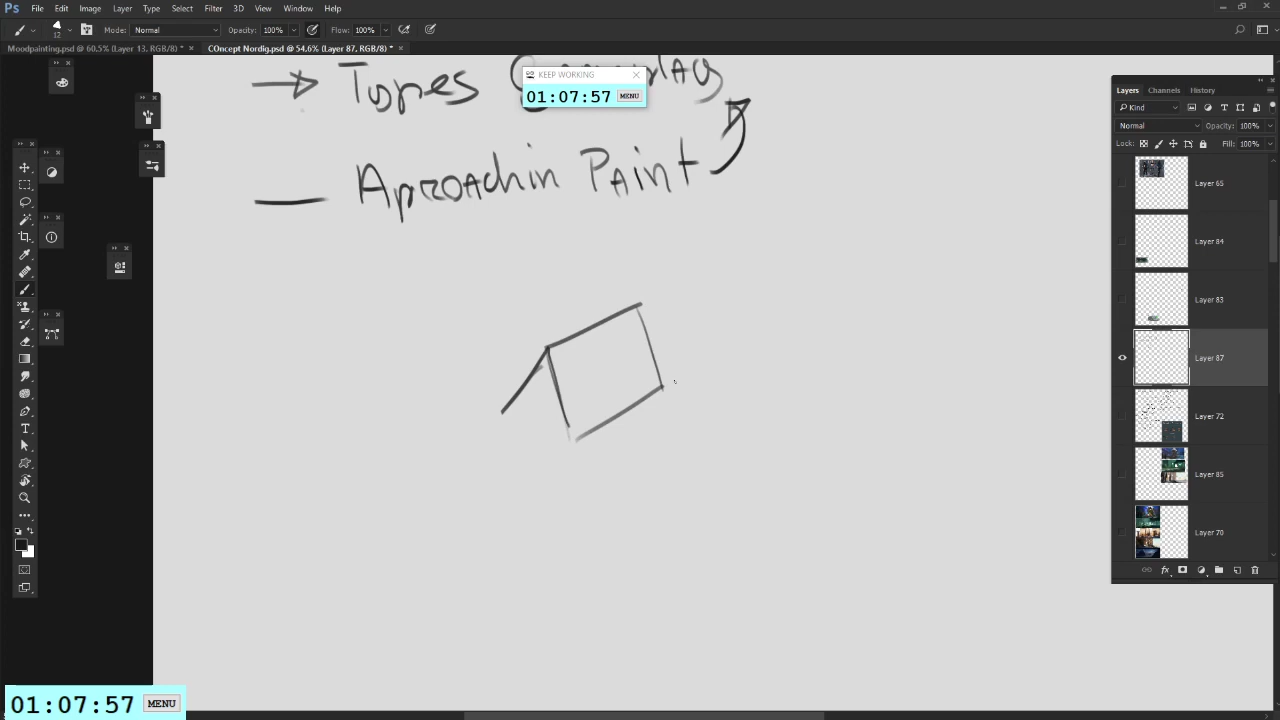 Ps File Edit Image Layer Type Select Filter 3D View Window Help
12 Mode: Normal Opacity: 100% Flow: 100%
Moodpainting.psd @ 60,5% (Layer 13, RGB/8) * × COncept Nordig.psd @ 54,6% (Layer 87, RGB/8) * ×
KEEP WORKING
01:07:57 MENU
Types
Aproachin Paint
Layers Channels History
Kind
Normal Opacity: 100%
Lock: Fill: 100%
Layer 65
Layer 84
Layer 83
Layer 87
Layer 72
Layer 85
Layer 70
fx
01:07:57 MENU